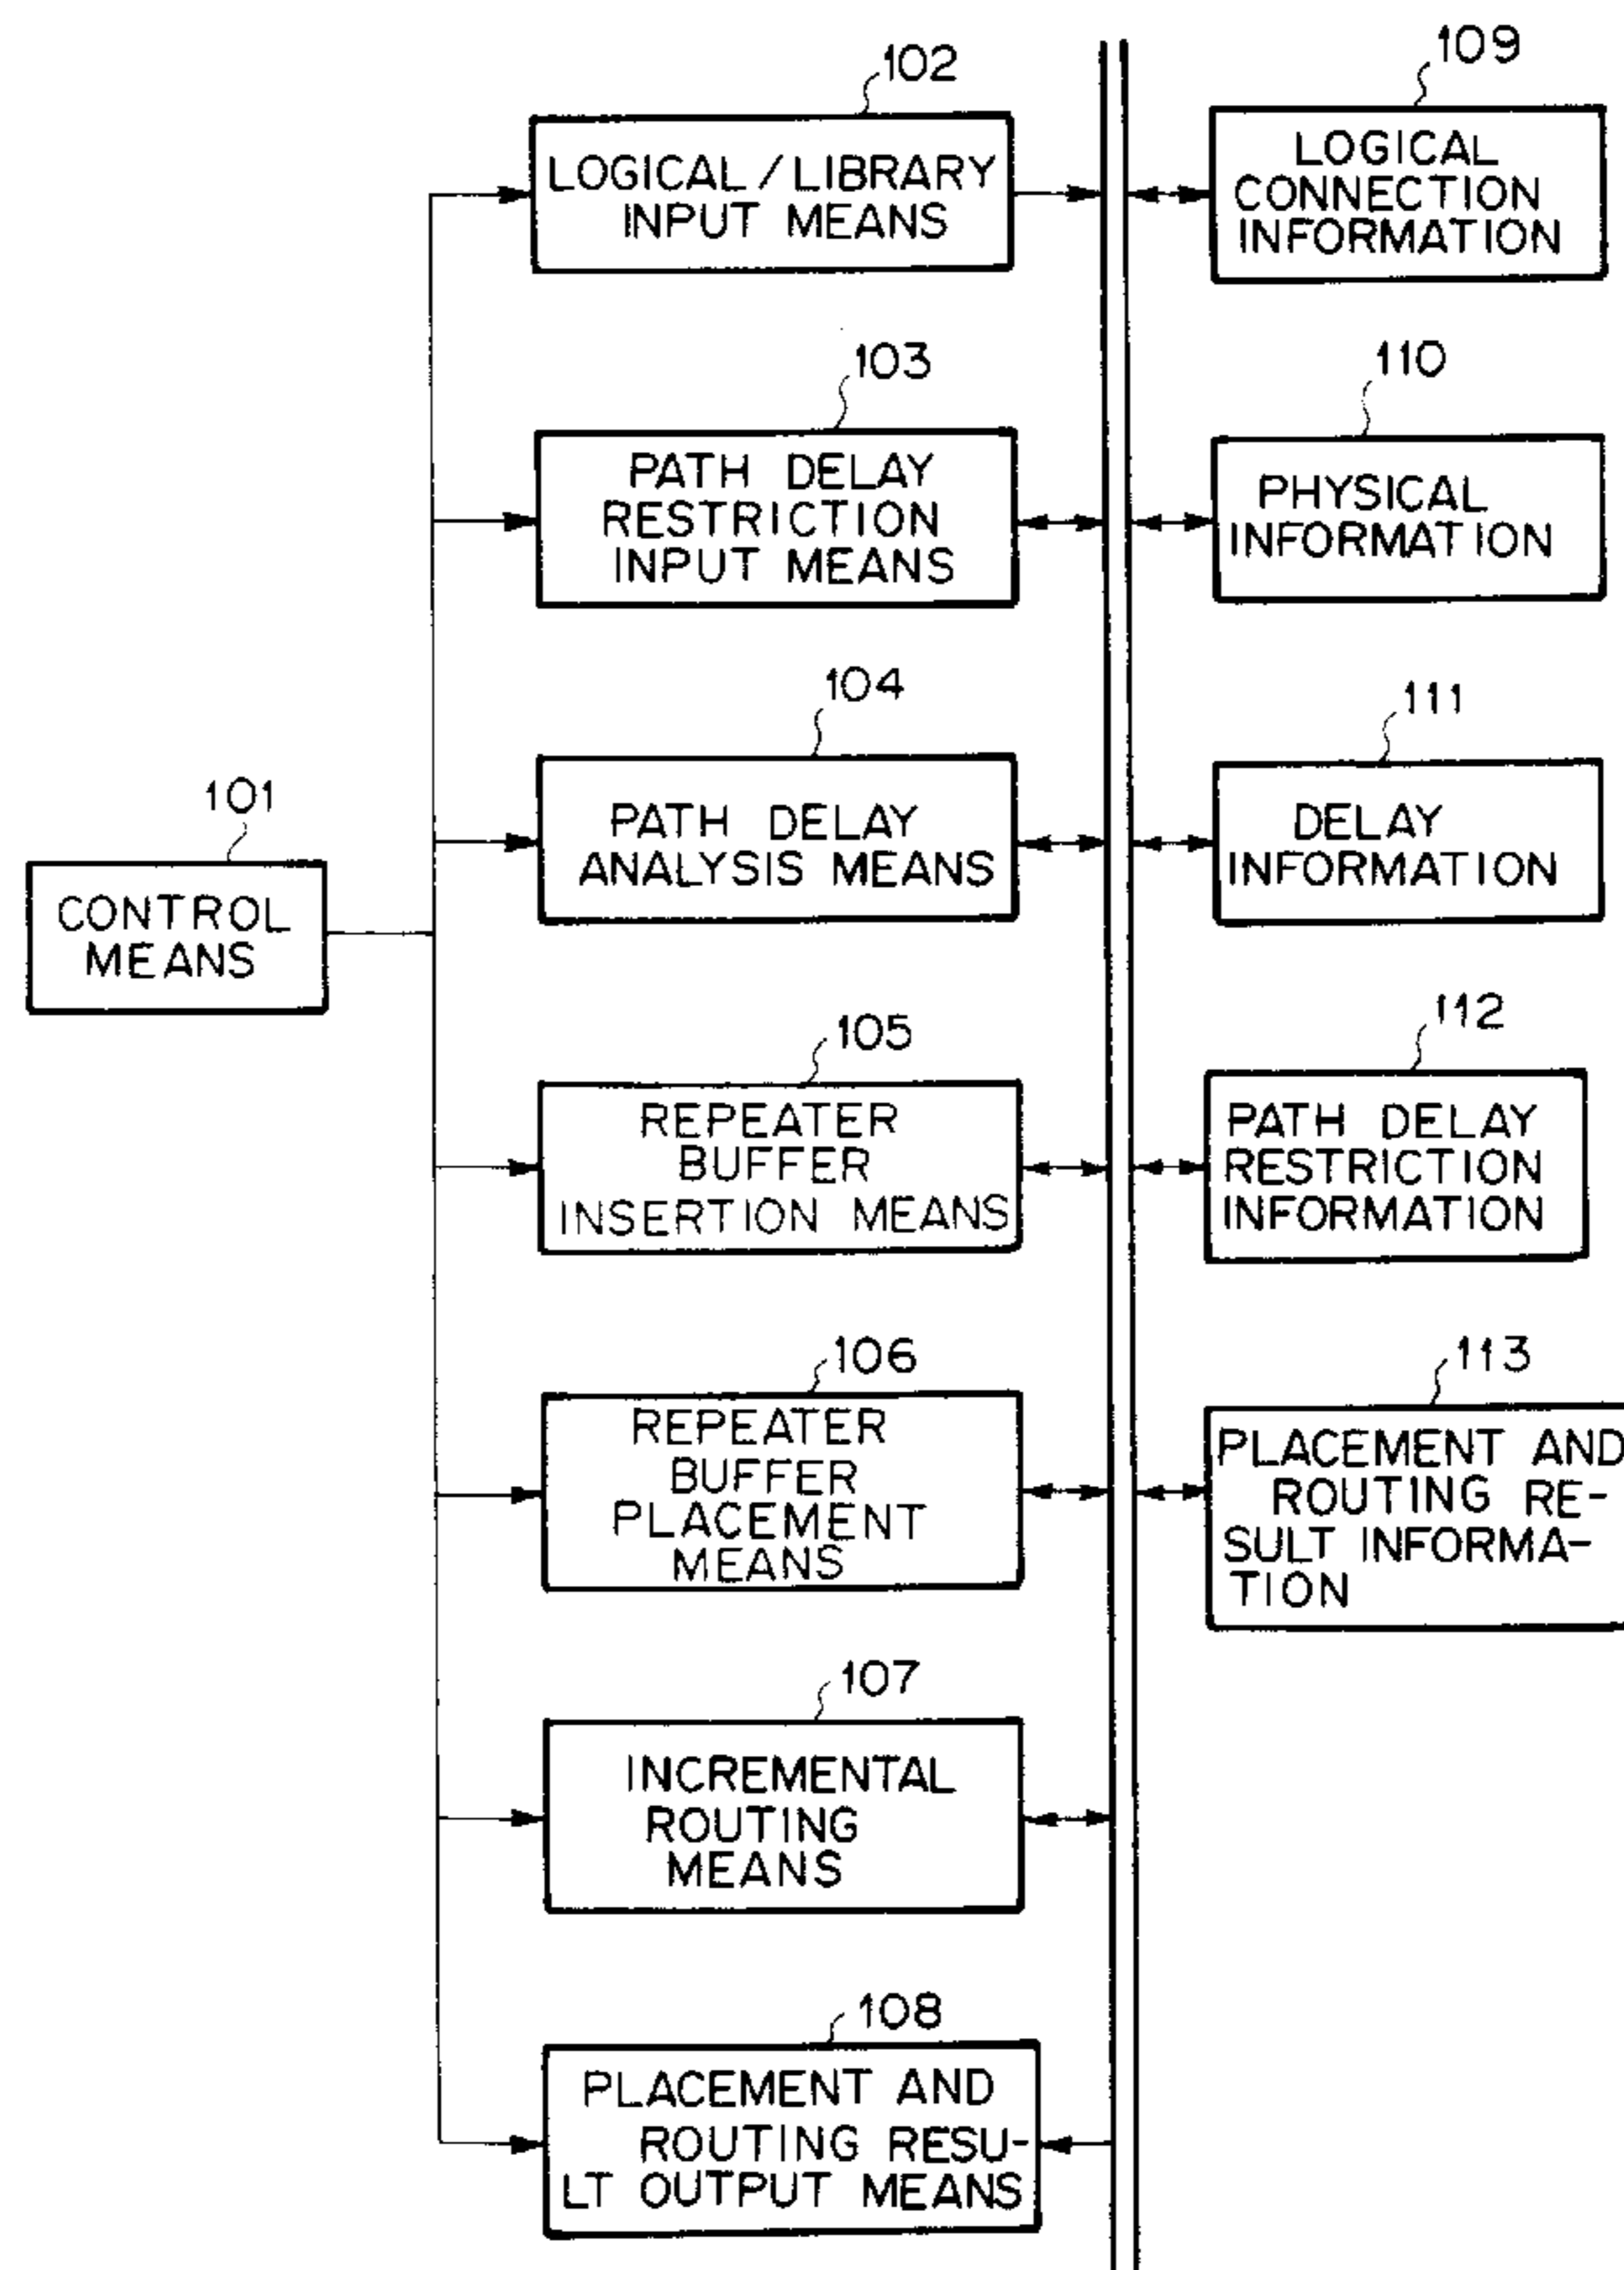 101
CONTROL
MEANS
102
LOGICAL / LIBRARY
INPUT MEANS
103
PATH DELAY
RESTRICTION
INPUT MEANS
104
PATH DELAY
ANALYSIS MEANS
105
REPEATER
BUFFER
INSERTION MEANS
106
REPEATER
BUFFER
PLACEMENT
MEANS
107
INCREMENTAL
ROUTING
MEANS
108
PLACEMENT AND
ROUTING RESU-
LT OUTPUT MEANS
109
LOGICAL
CONNECTION
INFORMATION
110
PHYSICAL
INFORMATION
111
DELAY
INFORMATION
112
PATH DELAY
RESTRICTION
INFORMATION
113
PLACEMENT AND
ROUTING RE-
SULT INFORMA-
TION